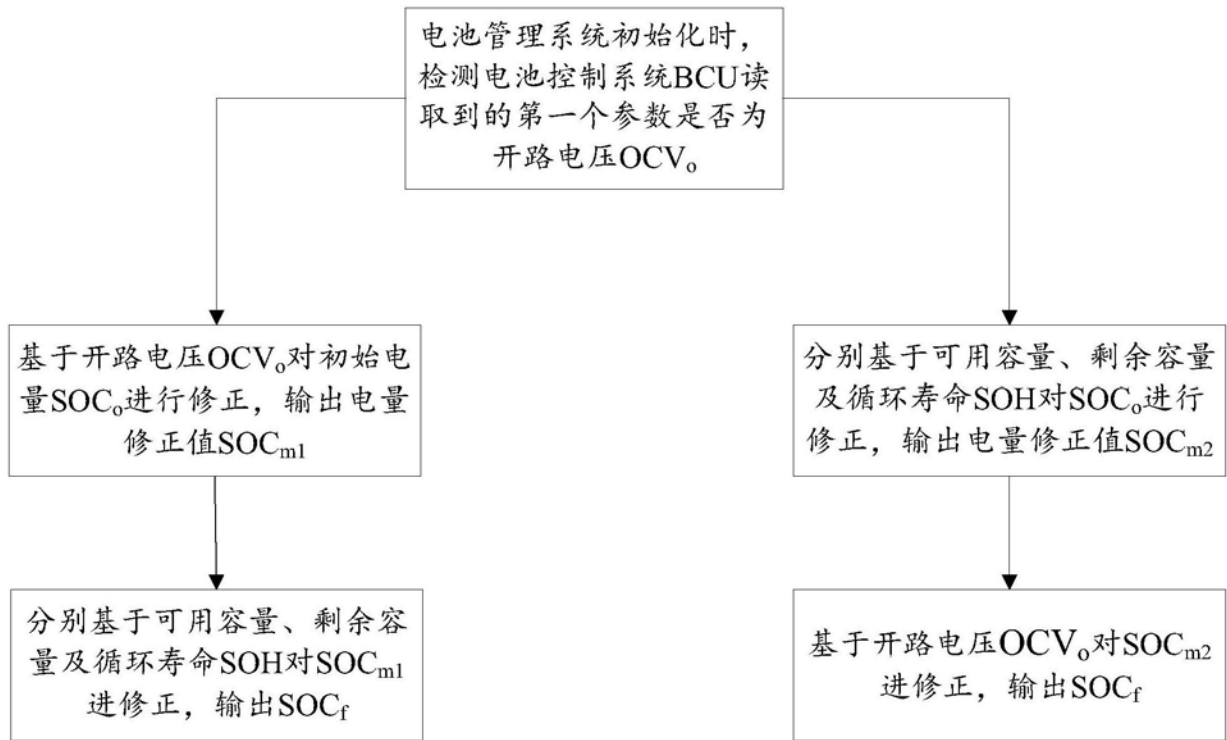 电池管理系统初始化时，
检测电池控制系统BCU读
取到的第一个参数是否为
开路电压OCVₒ
基于开路电压OCVₒ对初始电
量SOCₒ进行修正，输出电量
修正值SOCₘ₁
分别基于可用容量、剩余容量
及循环寿命SOH对SOCₒ进行
修正，输出电量修正值SOCₘ₂
分别基于可用容量、剩余容
量及循环寿命SOH对SOCₘ₁
进修正，输出SOC_f
基于开路电压OCVₒ对SOCₘ₂
进修正，输出SOC_f